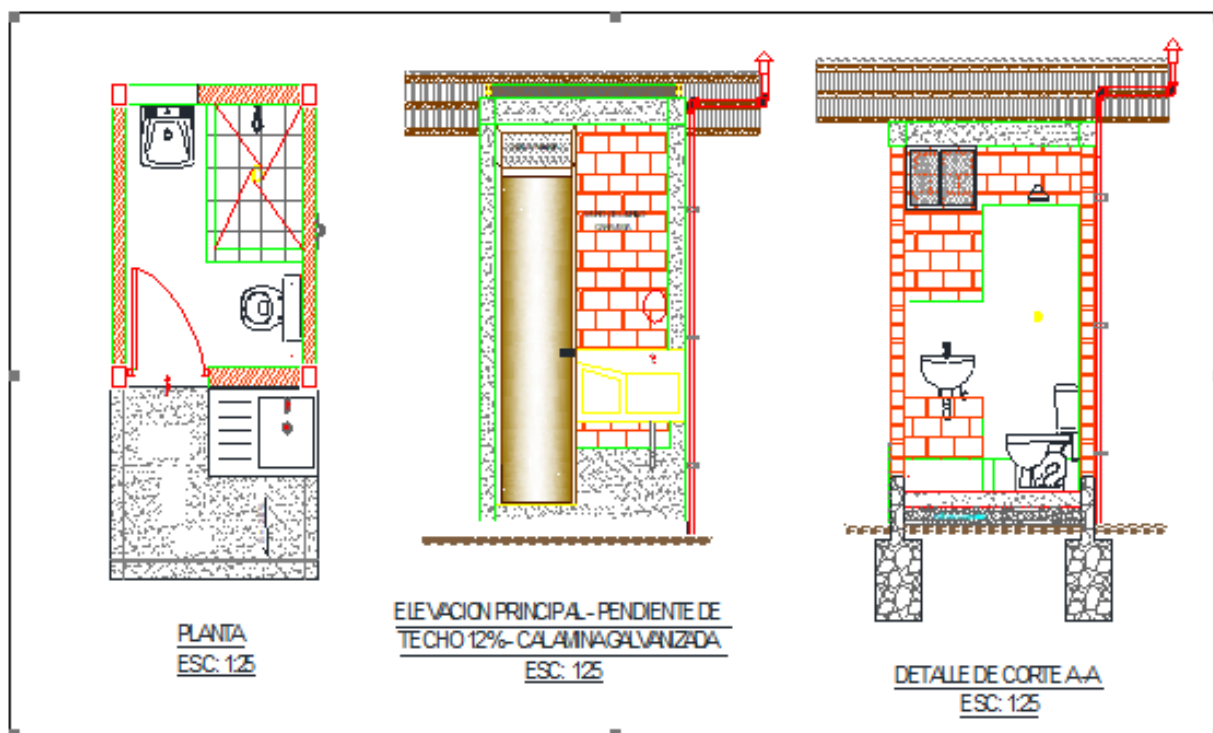 PLANTA
ESC: 1:25
ELEVACION PRINCIPAL - PENDIENTE DE
TECHO 12% - CALAMINA GALVANIZADA
ESC: 1:25
DETALLE DE CORTE A-A
ESC: 1:25